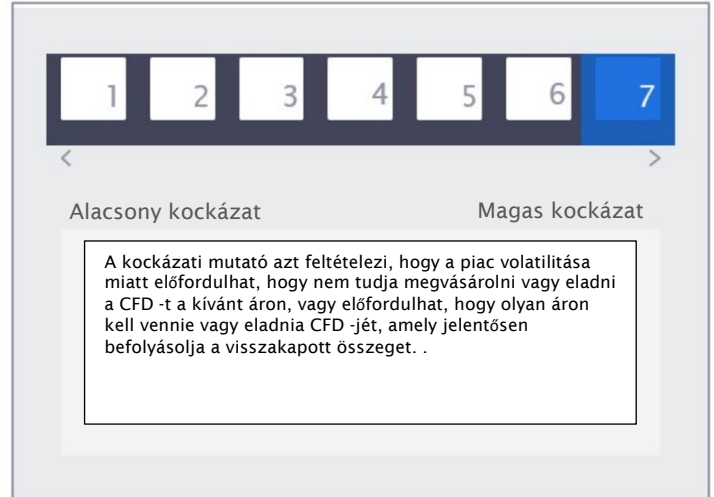 1 2 3 4 5 6 7
< >
Alacsony kockázat Magas kockázat
A kockázati mutató azt feltételezi, hogy a piac volatilitása
miatt előfordulhat, hogy nem tudja megvásárolni vagy eladni
a CFD -t a kívánt áron, vagy előfordulhat, hogy olyan áron
kell vennie vagy eladnia CFD -jét, amely jelentősen
befolyásolja a visszakapott összeget. .